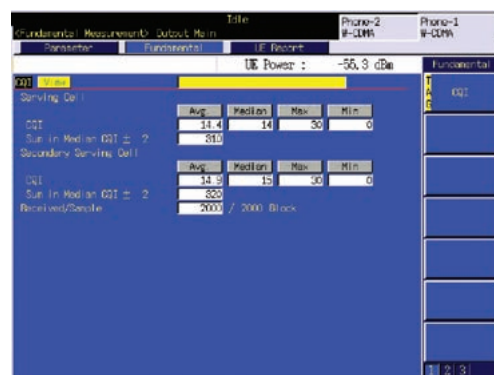 Idle
(Fundamental Measurement) Output Main
Phone-2
W-CDMA
Phone-1
W-CDMA
Parameter Fundamental UE Report
UE Power : -55.3 dBm
Fundamental
CQI View
TAG
CQI
Serving Cell
Avg Median Max Min
CQI 14.4 14 30 0
Sum in Median CQI ± 2 310
Secondary Serving Cell
Avg Median Max Min
CQI 14.9 15 30 0
Sum in Median CQI ± 2 320
Received/Sample 2000 / 2000 Block
1 2 3